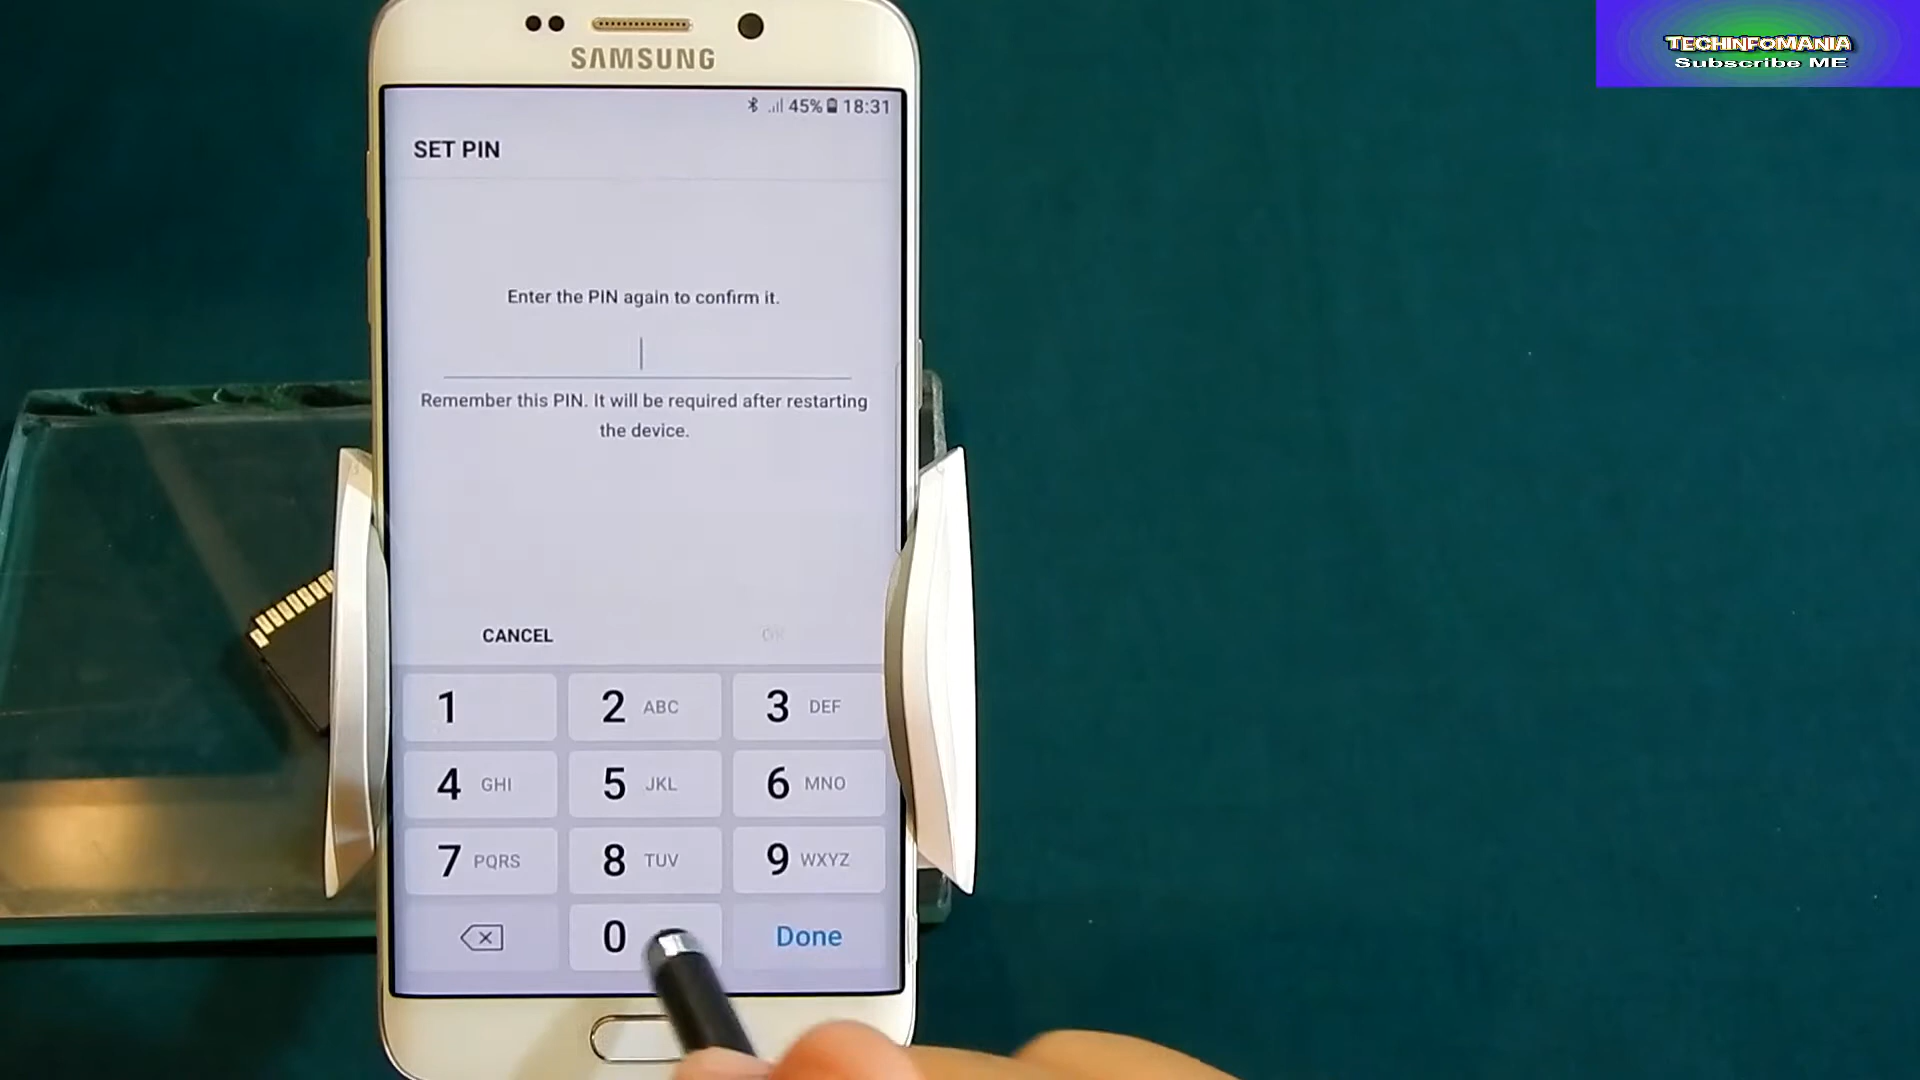 TECHINFOMANIA
Subscribe ME
SAMSUNG
45% 18:31
SET PIN
Enter the PIN again to confirm it.
Remember this PIN. It will be required after restarting
the device.
CANCEL OK
1 2 ABC 3 DEF
4 GHI 5 JKL 6 MNO
7 PQRS 8 TUV 9 WXYZ
0 Done